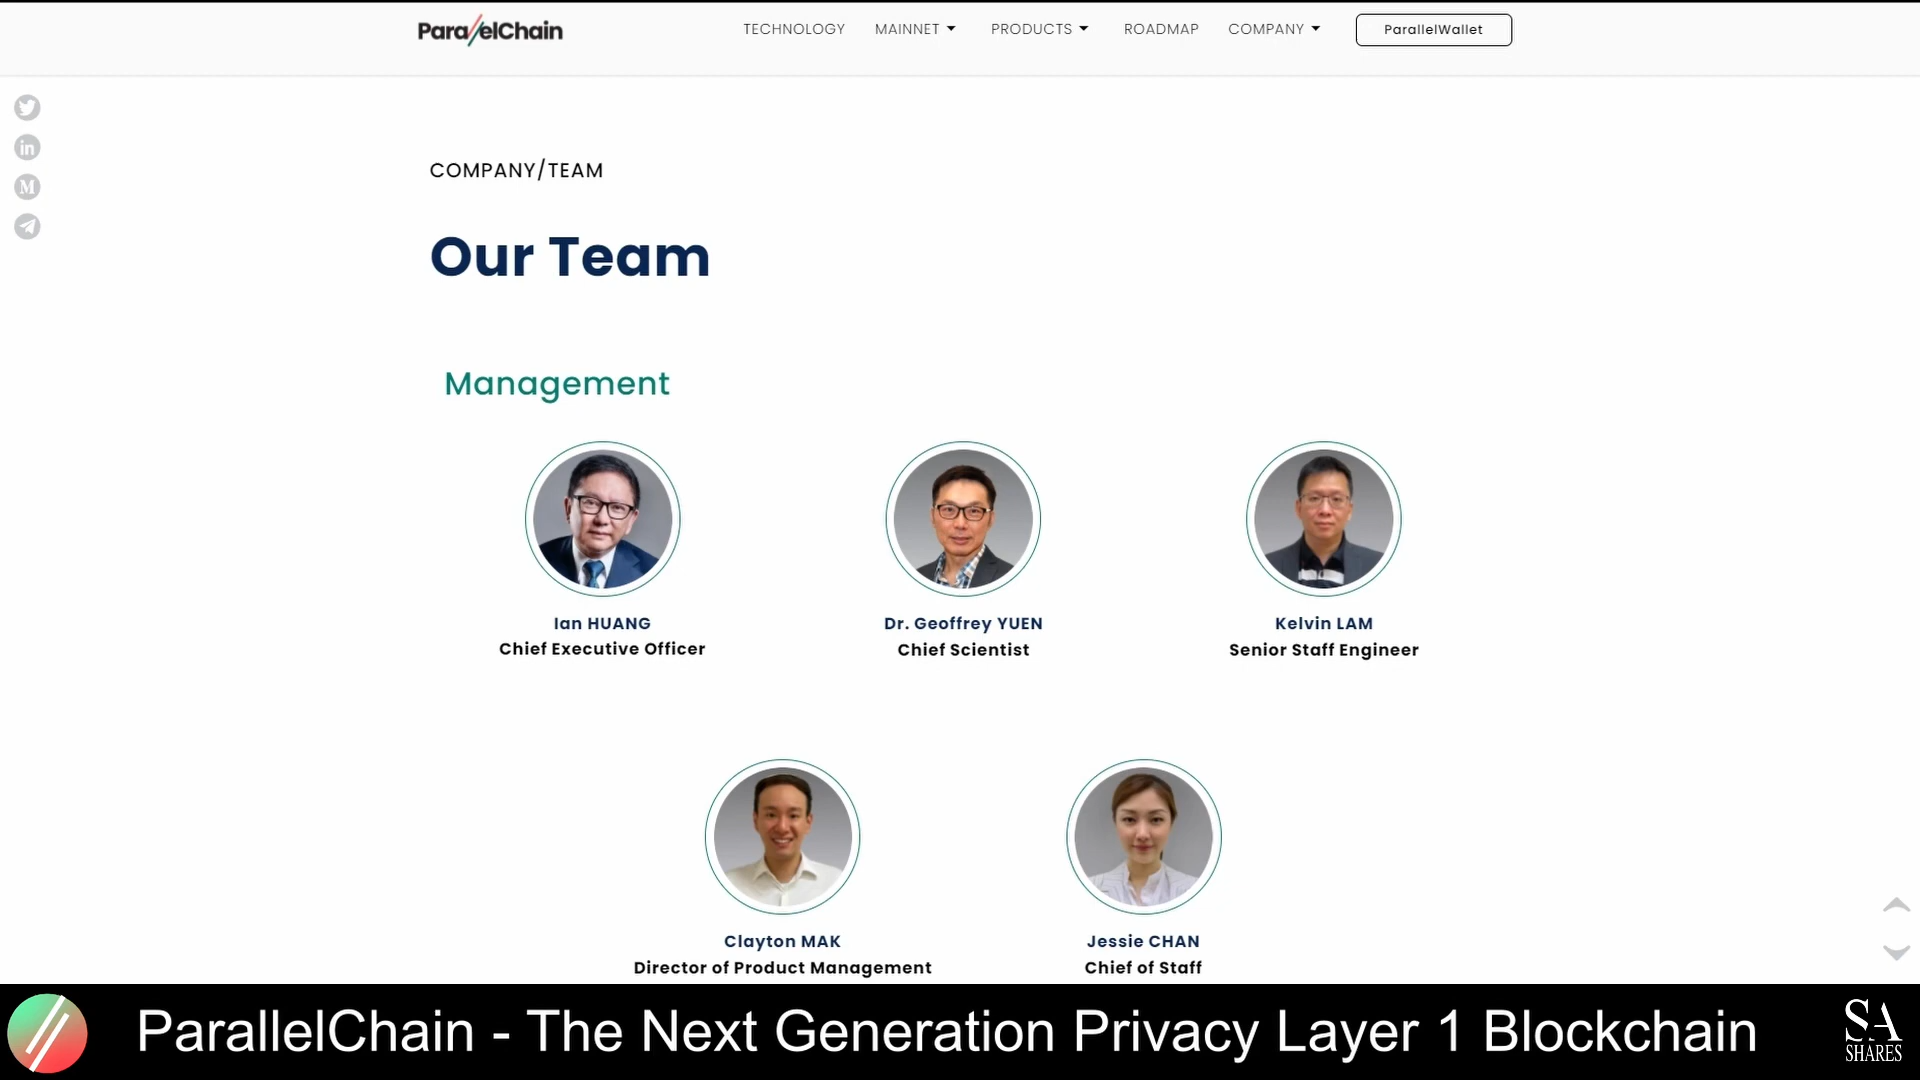 ParallelChain
TECHNOLOGY
MAINNET
PRODUCTS
ROADMAP
COMPANY
ParallelWallet
COMPANY/TEAM
Our Team
Management
Ian HUANG
Chief Executive Officer
Dr. Geoffrey YUEN
Chief Scientist
Kelvin LAM
Senior Staff Engineer
Clayton MAK
Director of Product Management
Jessie CHAN
Chief of Staff
ParallelChain - The Next Generation Privacy Layer 1 Blockchain
SA
SHARES